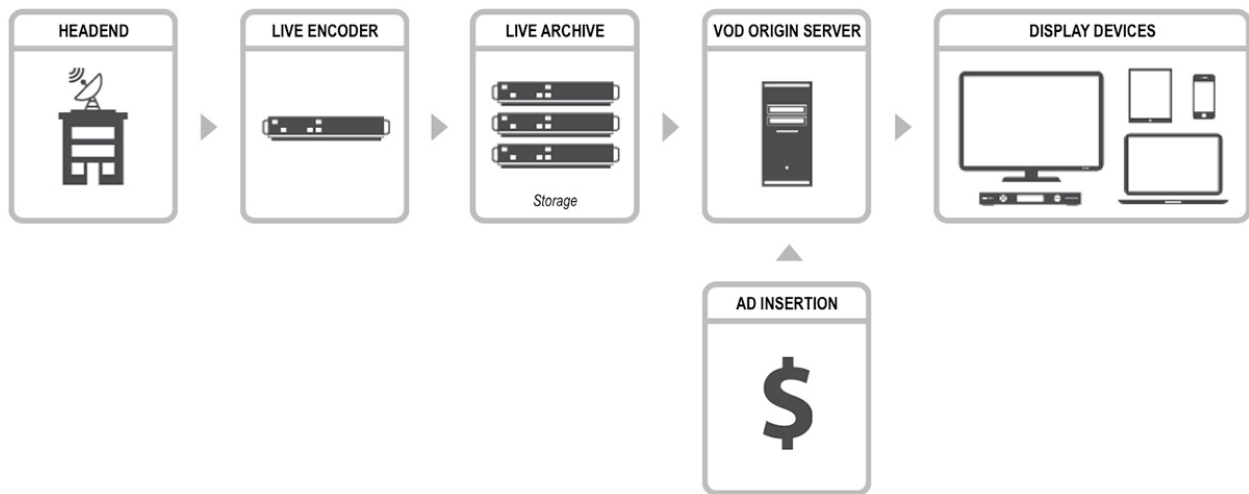 HEADEND
LIVE ENCODER
LIVE ARCHIVE
VOD ORIGIN SERVER
DISPLAY DEVICES
Storage
AD INSERTION
$